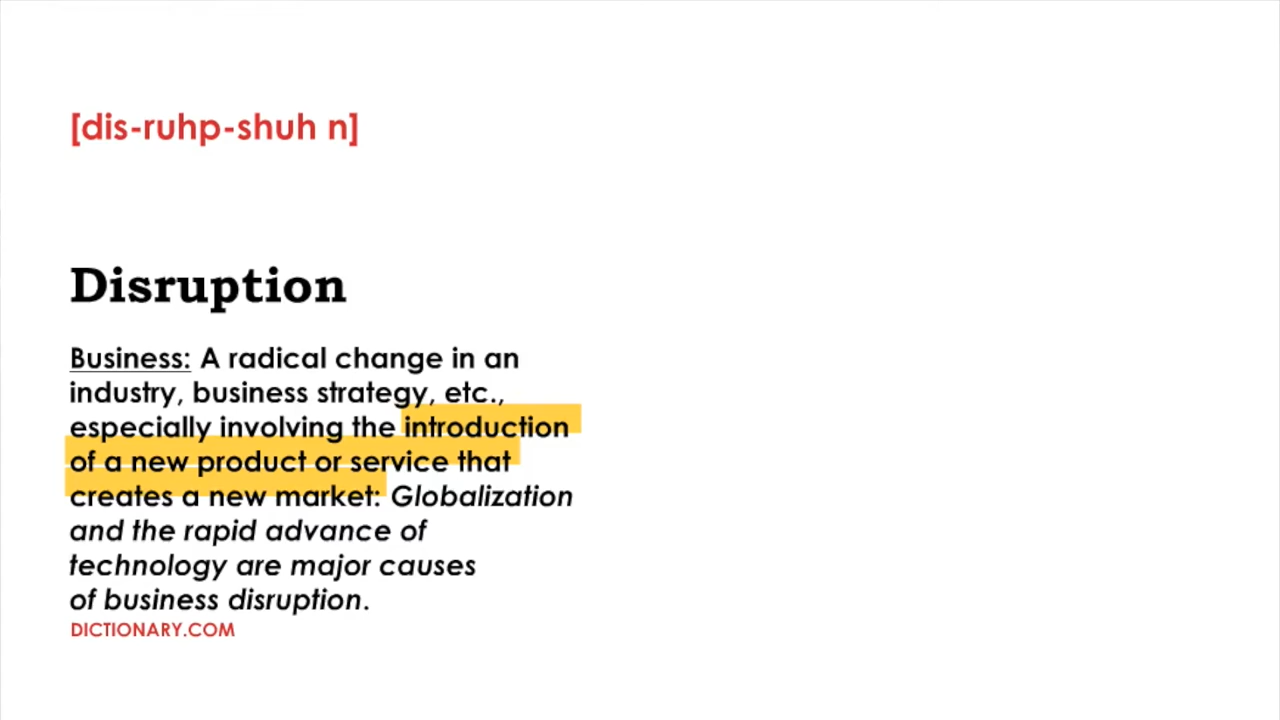 [dis-ruhp-shuh n]
Disruption
Business: A radical change in an
industry, business strategy, etc.,
especially involving the introduction
of a new product or service that
creates a new market: Globalization
and the rapid advance of
technology are major causes
of business disruption.
DICTIONARY.COM